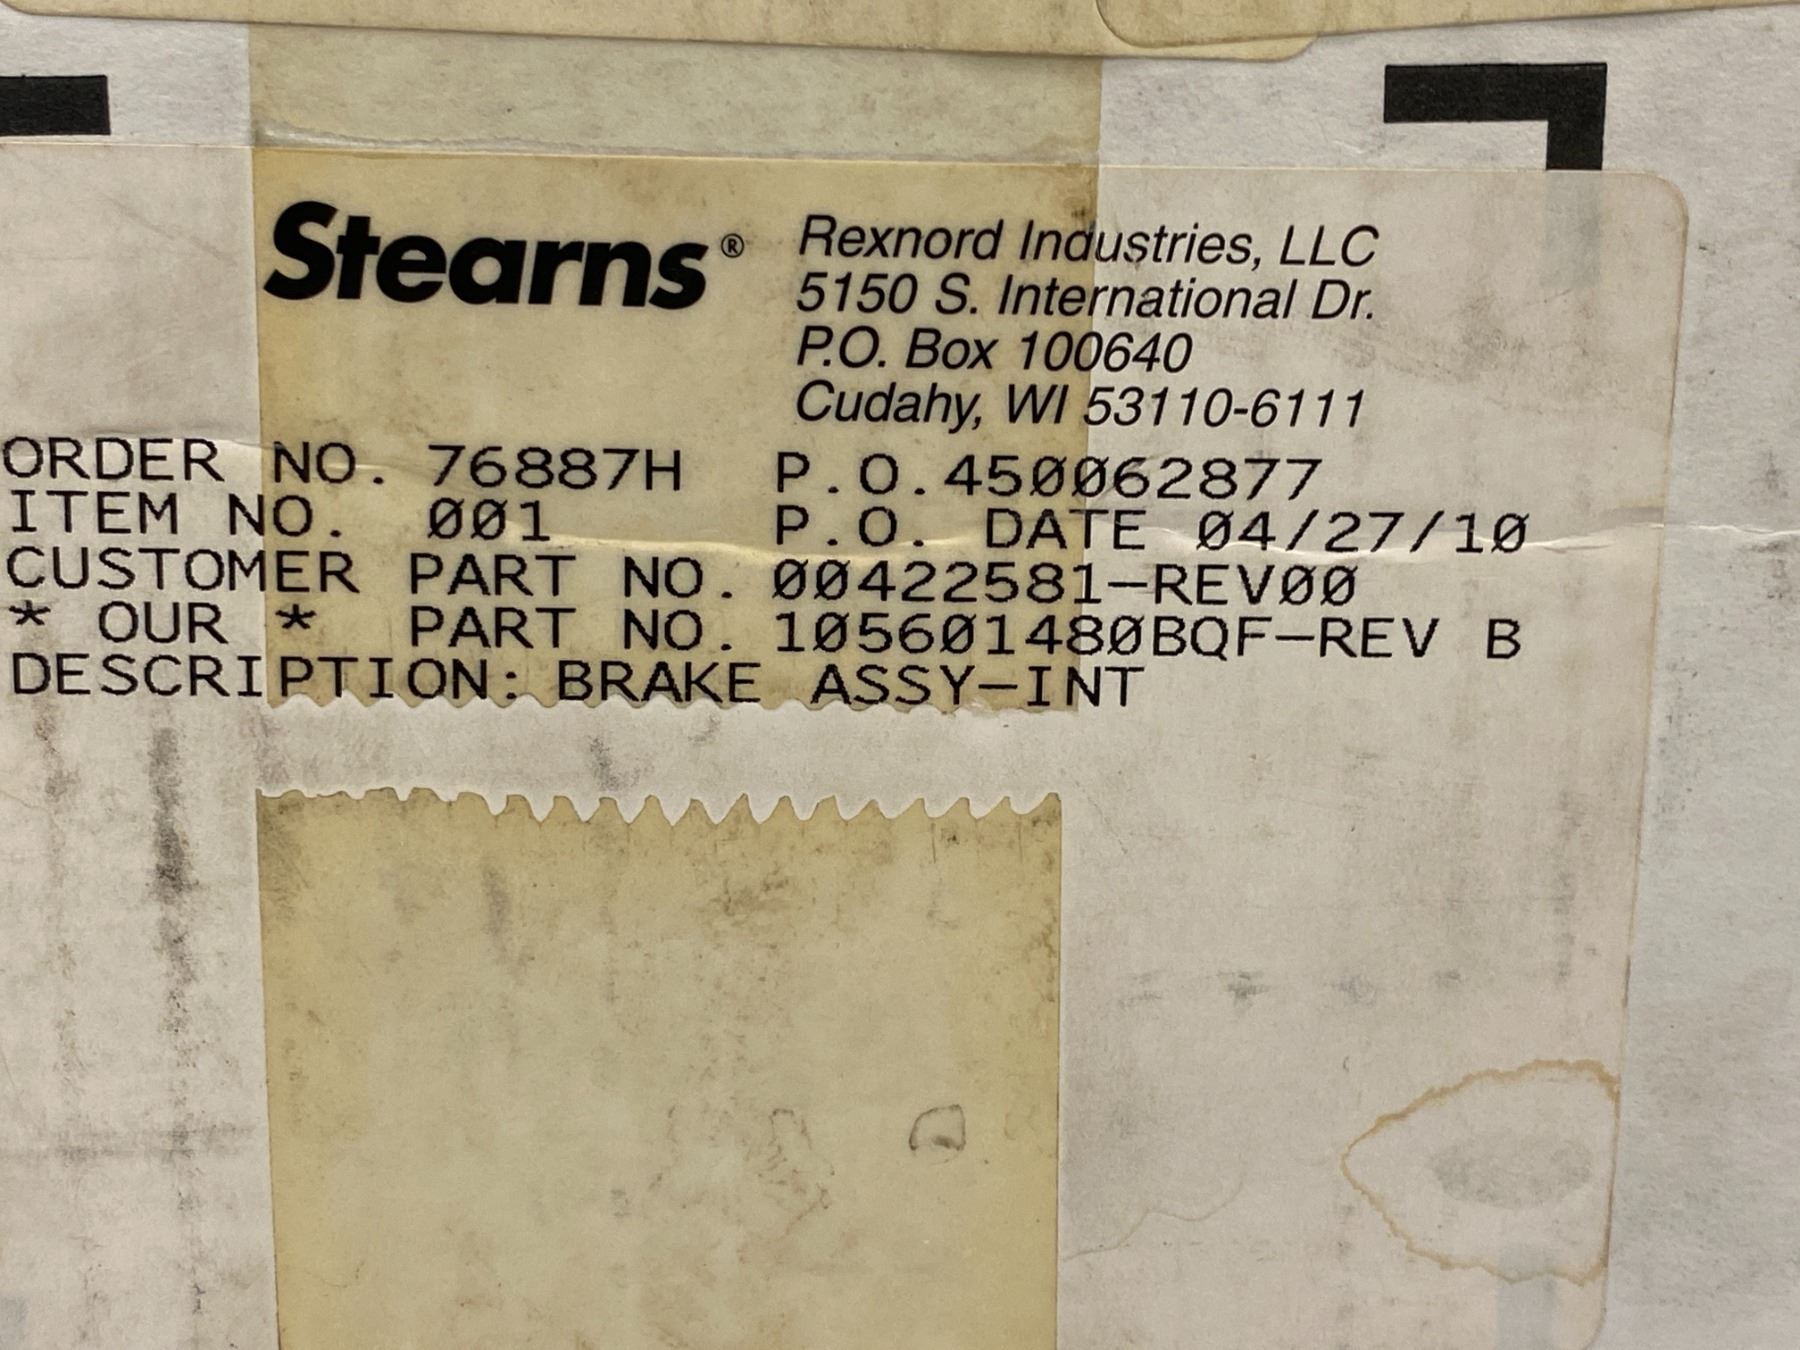 Stearns® Rexnord Industries, LLC
5150 S. International Dr.
P.O. Box 100640
Cudahy, WI 53110-6111
ORDER NO. 76887H P.O.450062877
ITEM NO. 001 P.O. DATE 04/27/10
CUSTOMER PART NO. 00422581-REV00
* OUR * PART NO. 105601480BQF-REV B
DESCRIPTION: BRAKE ASSY-INT